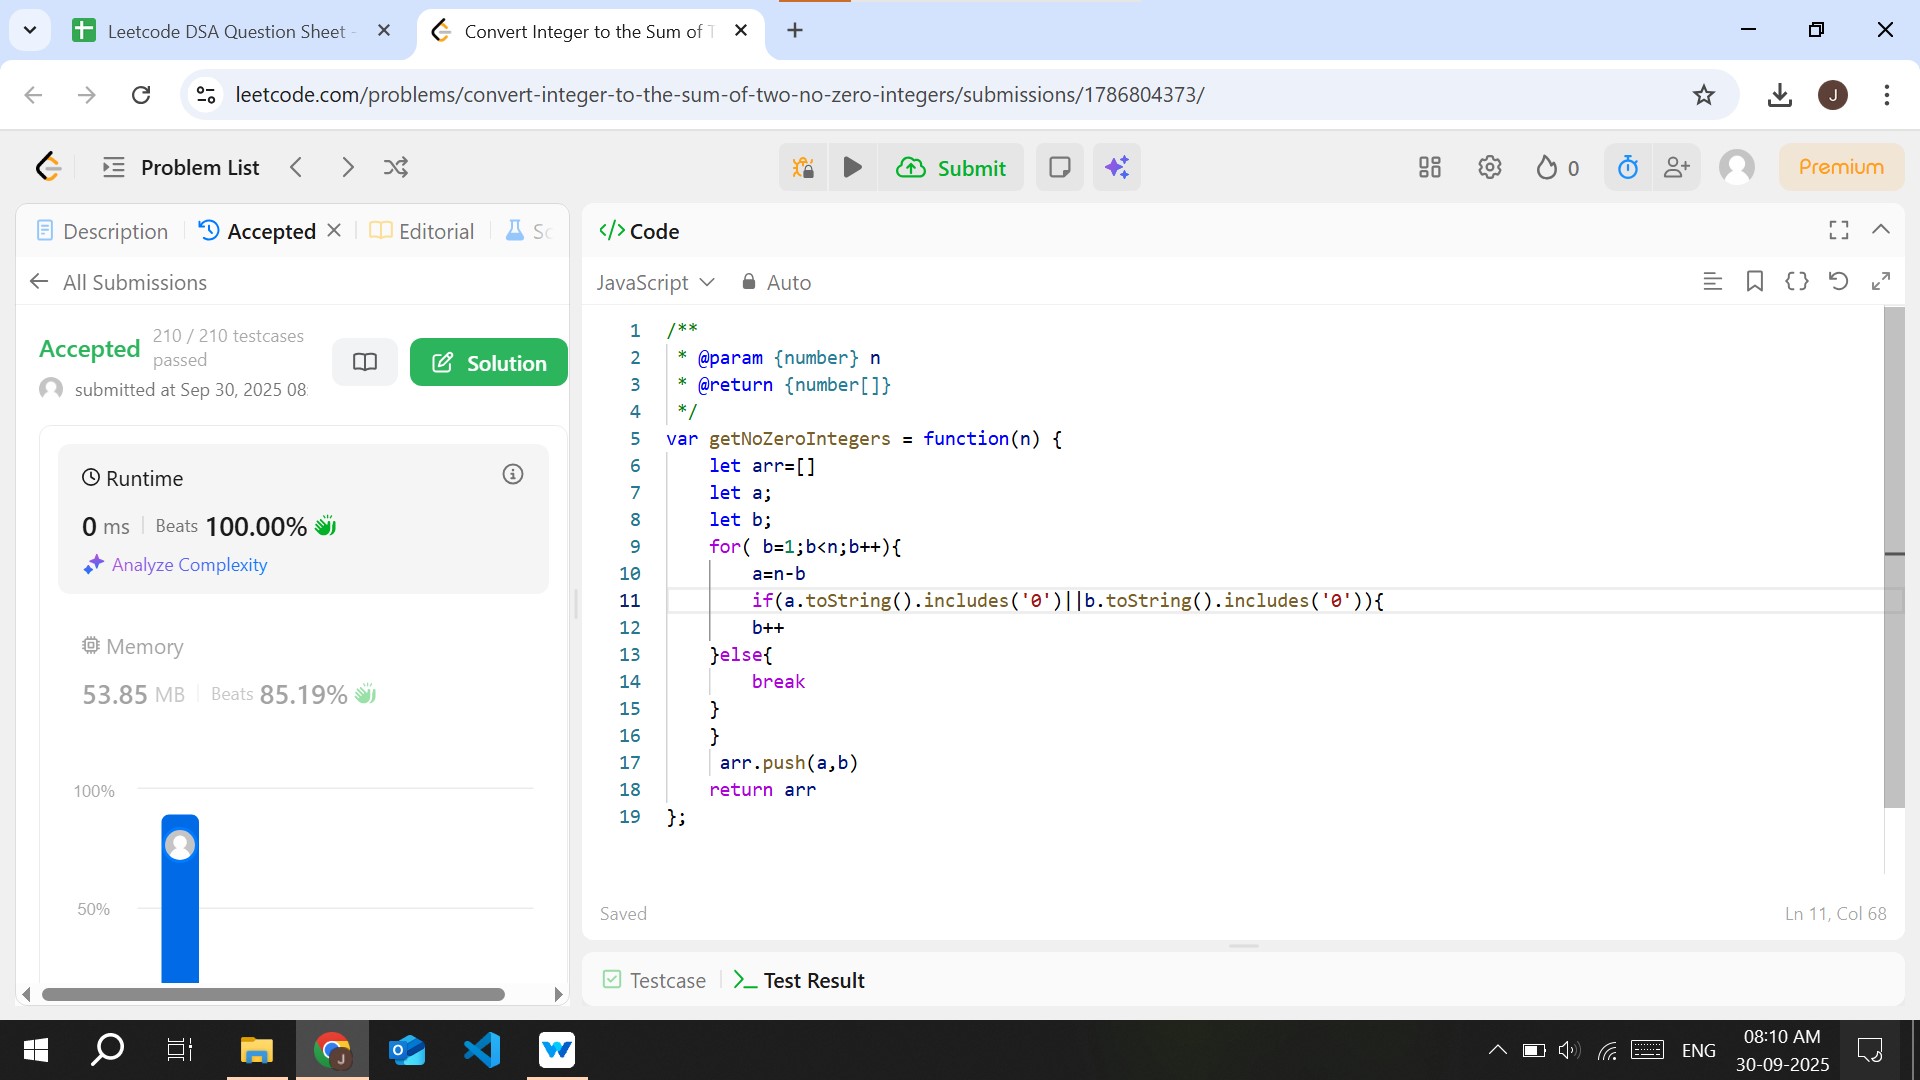 Leetcode DSA Question Sheet -
Convert Integer to the Sum of T
leetcode.com/problems/convert-integer-to-the-sum-of-two-no-zero-integers/submissions/1786804373/
J
Problem List
Submit
0
Premium
Description
Accepted
Editorial
So
All Submissions
Accepted
210 / 210 testcases
passed
submitted at Sep 30, 2025 08:
Solution
Runtime
0 ms
Beats 100.00%
Analyze Complexity
Memory
53.85 MB
Beats 85.19%
100%
50%
</> Code
JavaScript
Auto
1 /**
2  * @param {number} n
3  * @return {number[]}
4  */
5 var getNoZeroIntegers = function(n) {
6     let arr=[]
7     let a;
8     let b;
9     for( b=1;b<n;b++){
10         a=n-b
11         if(a.toString().includes('0')||b.toString().includes('0')){
12         b++
13     }else{
14         break
15     }
16     }
17      arr.push(a,b)
18     return arr
19 };
Saved
Ln 11, Col 68
Testcase
Test Result
J
ENG
08:10 AM
30-09-2025